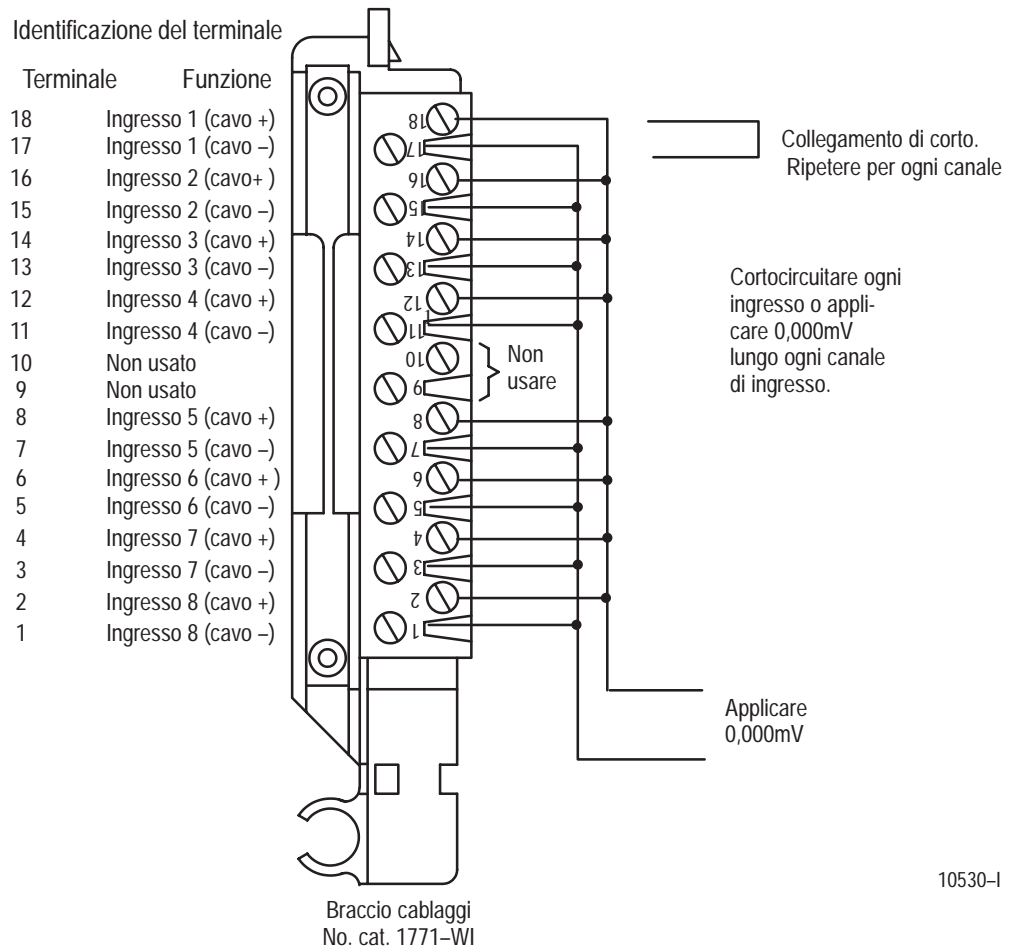 Identificazione del terminale
Terminale Funzione
18 Ingresso 1 (cavo +)
17 Ingresso 1 (cavo –)
16 Ingresso 2 (cavo+ )
15 Ingresso 2 (cavo –)
14 Ingresso 3 (cavo +)
13 Ingresso 3 (cavo –)
12 Ingresso 4 (cavo +)
11 Ingresso 4 (cavo –)
10 Non usato
9 Non usato
8 Ingresso 5 (cavo +)
7 Ingresso 5 (cavo –)
6 Ingresso 6 (cavo + )
5 Ingresso 6 (cavo –)
4 Ingresso 7 (cavo +)
3 Ingresso 7 (cavo –)
2 Ingresso 8 (cavo +)
1 Ingresso 8 (cavo –)
18
17
16
15
14
13
12
11
10
9
8
7
6
5
4
3
2
1
Non
usare
Collegamento di corto.
Ripetere per ogni canale
Cortocircuitare ogni
ingresso o appli-
care 0,000mV
lungo ogni canale
di ingresso.
Applicare
0,000mV
10530–I
Braccio cablaggi
No. cat. 1771–WI